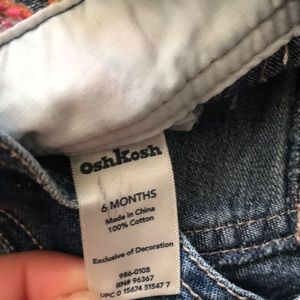 OshKosh
6 MONTHS
Made in China
100% Cotton
Exclusive of Decoration
986-0108
RN# 96367
UPC 0 15674 51547 7